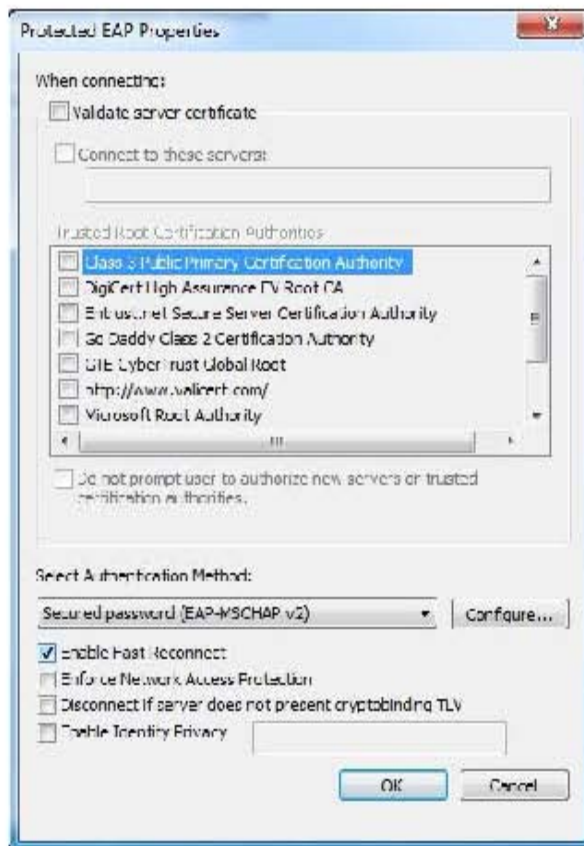 Protected EAP Properties
When connecting:
Validate server certificate
Connect to these servers:
Trusted Root Certification Authorities
Class 3 Public Primary Certification Authority
DigiCert High Assurance EV Root CA
Entrust.net Secure Server Certification Authority
Go Daddy Class 2 Certification Authority
GTE CyberTrust Global Root
http://www.valicert.com/
Microsoft Root Authority
Do not prompt user to authorize new servers or trusted
certification authorities.
Select Authentication Method:
Secured password (EAP-MSCHAP v2)
Configure...
Enable Fast Reconnect
Enforce Network Access Protection
Disconnect if server does not present cryptobinding TLV
Enable Identity Privacy
OK
Cancel